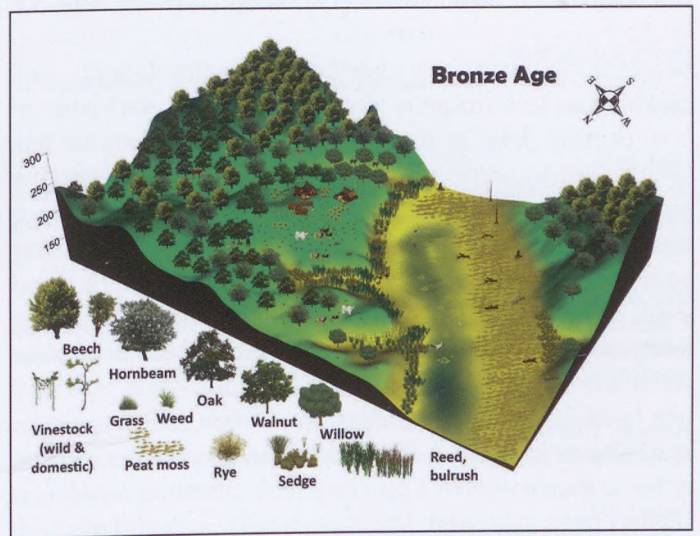 Bronze Age
E
S
N
W
300
250
200
150
Beech
Hornbeam
Oak
Walnut
Willow
Vinestock
(wild &
domestic)
Grass
Weed
Peat moss
Rye
Sedge
Reed,
bulrush